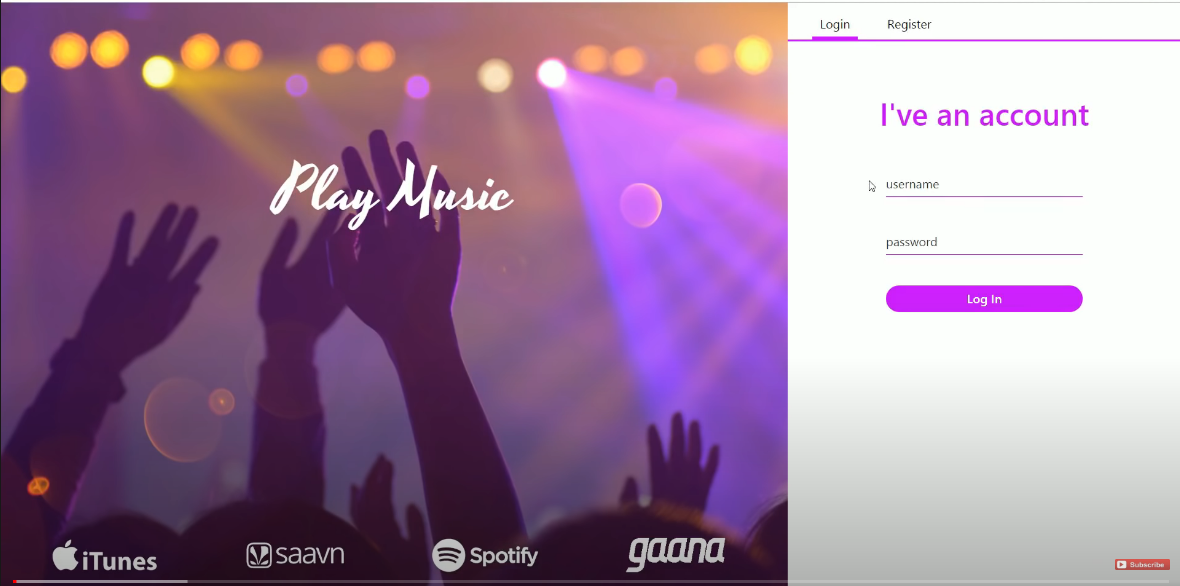 Login Register
I've an account
Play Music
username
password
Log In
iTunes saavn Spotify gaana
Subscribe